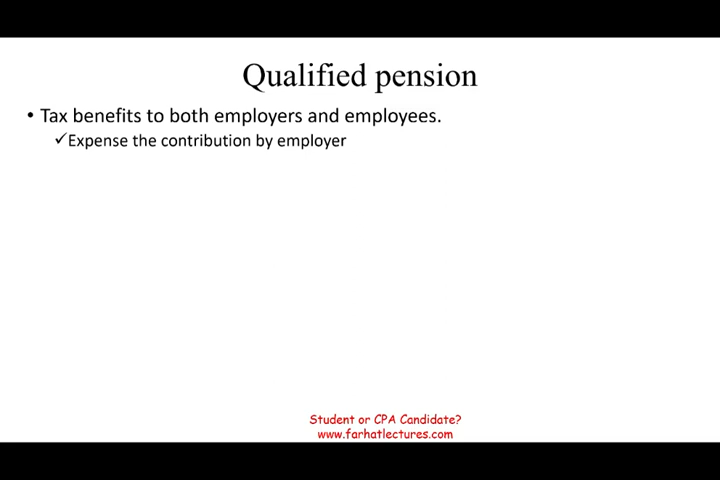 Qualified pension
• Tax benefits to both employers and employees.
✓Expense the contribution by employer
Student or CPA Candidate?
www.farhatlectures.com